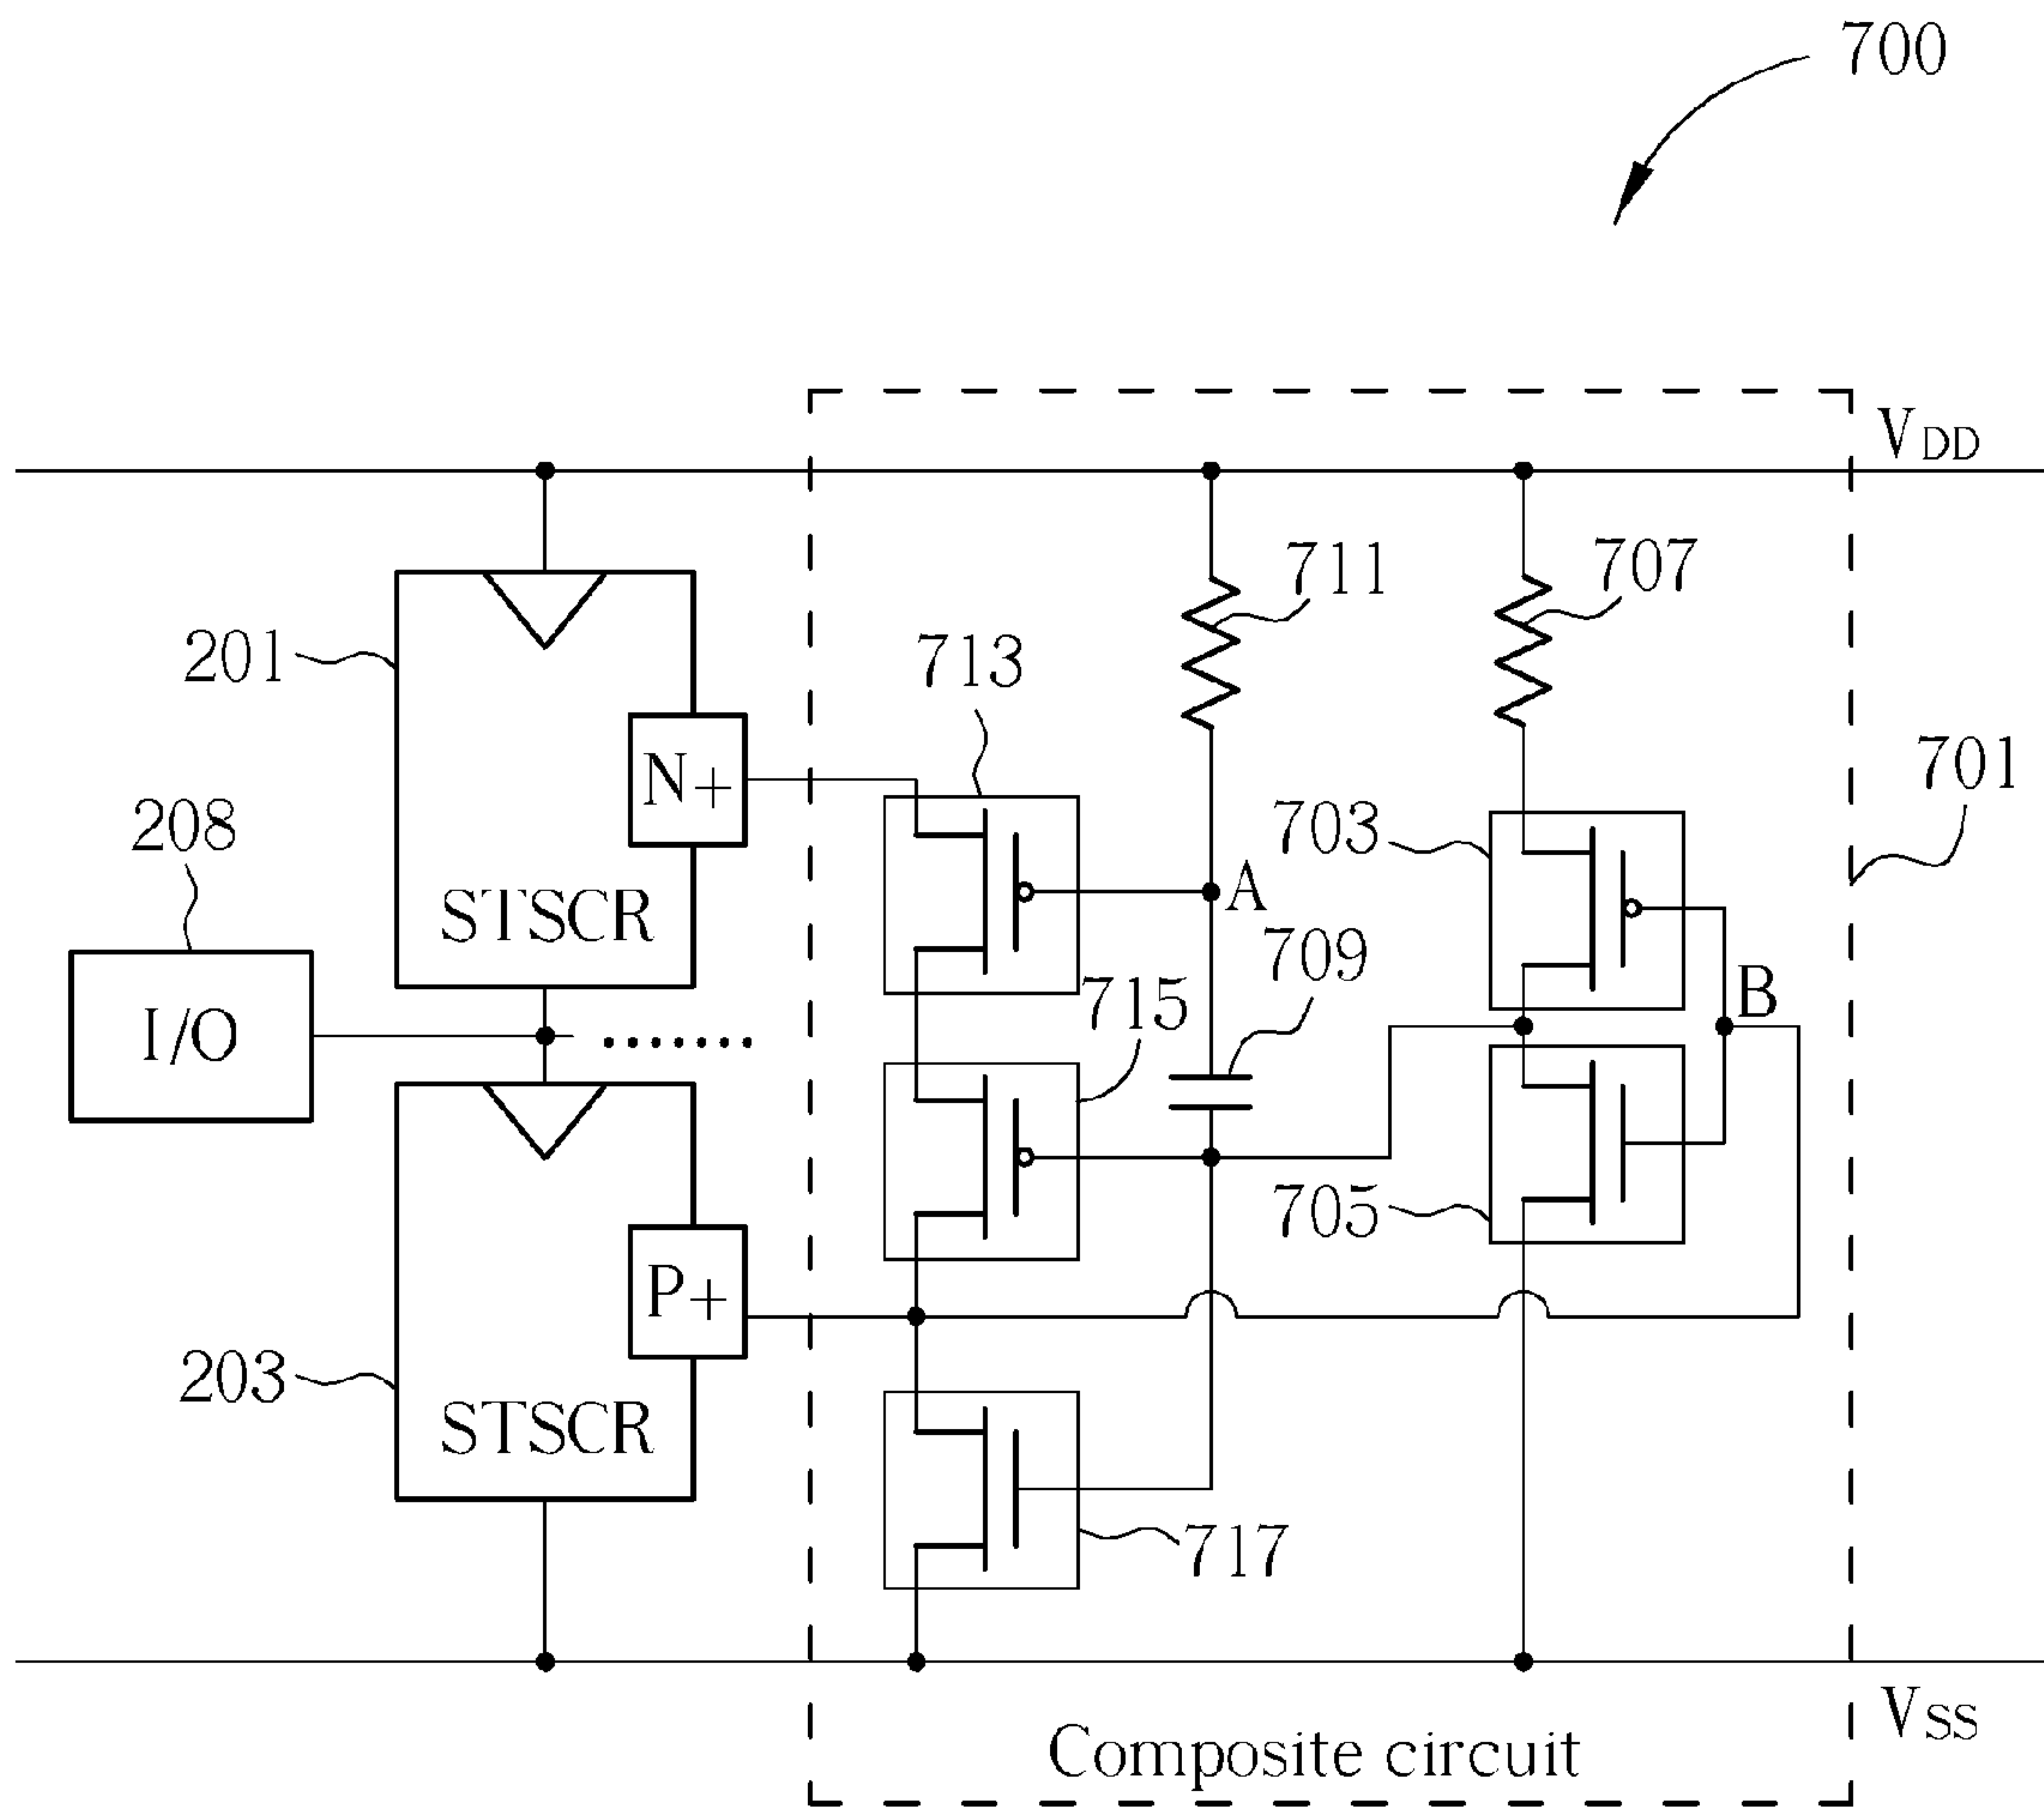 700
VDD
711
707
201
713
N+
701
208
703
A
STSCR
709
I/O
715
B
705
P+
203
STSCR
717
VSS
Composite circuit